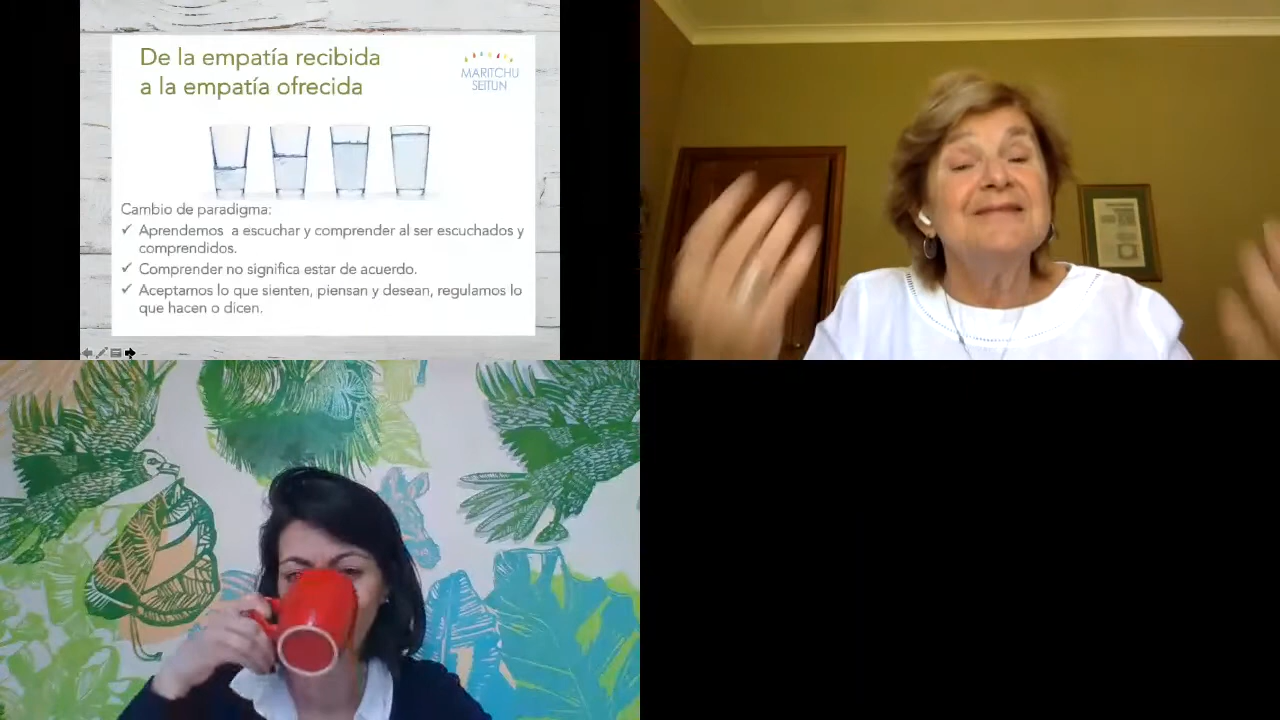 De la empatía recibida
a la empatía ofrecida
MARITCHU
SEITUN
Cambio de paradigma:
✓ Aprendemos a escuchar y comprender al ser escuchados y
comprendidos.
✓ Comprender no significa estar de acuerdo.
✓ Aceptamos lo que sienten, piensan y desean, regulamos lo
que hacen o dicen.